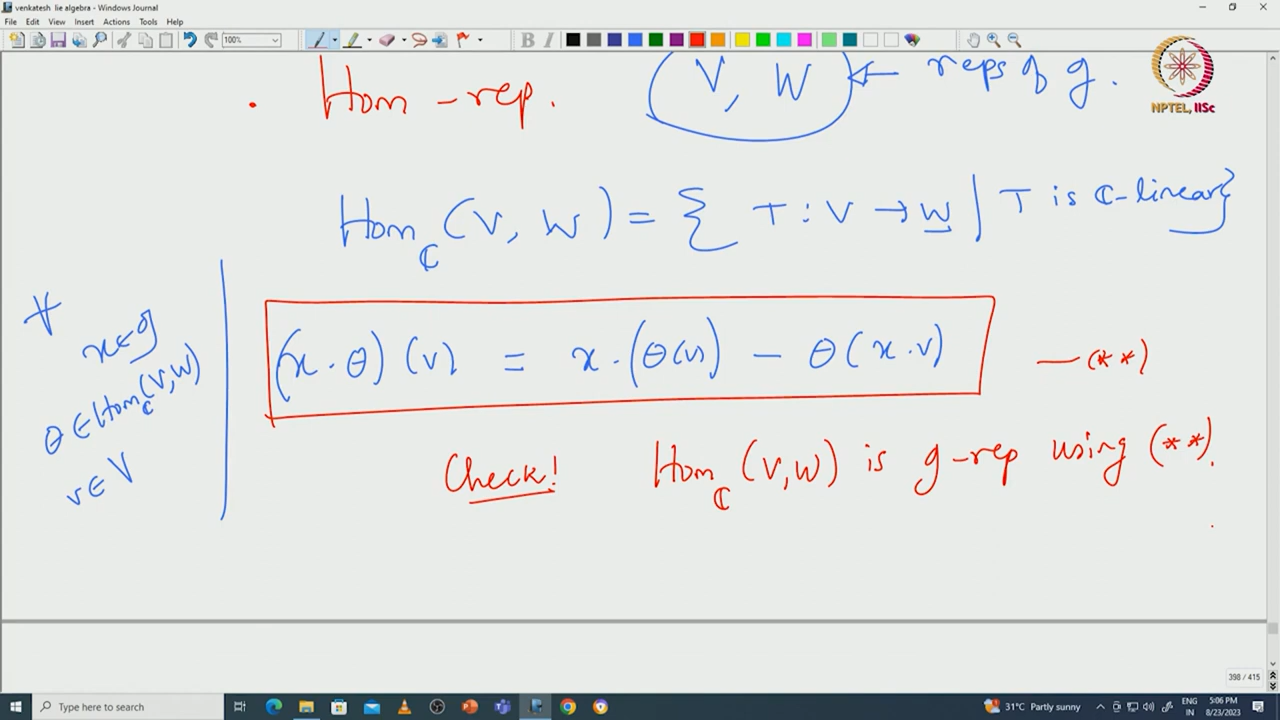 venkatesh lie algebra - Windows Journal
File Edit View Insert Actions Tools Help
100%
B I
NPTEL, IISc
· Hom -rep. V, W ← reps of g.
Hom_ℂ (V, W) = { T : V → W | T is ℂ-linear }
∀
x ∈ g
θ ∈ Hom_ℂ(V,W)
v ∈ V
(x · θ) (v) = x · (θ(v)) - θ( x · v) —(**)
Check! Hom_ℂ (V,W) is g-rep using (**).
398 / 415
Type here to search
31°C Partly sunny
ENG
IN
5:06 PM
8/23/2023